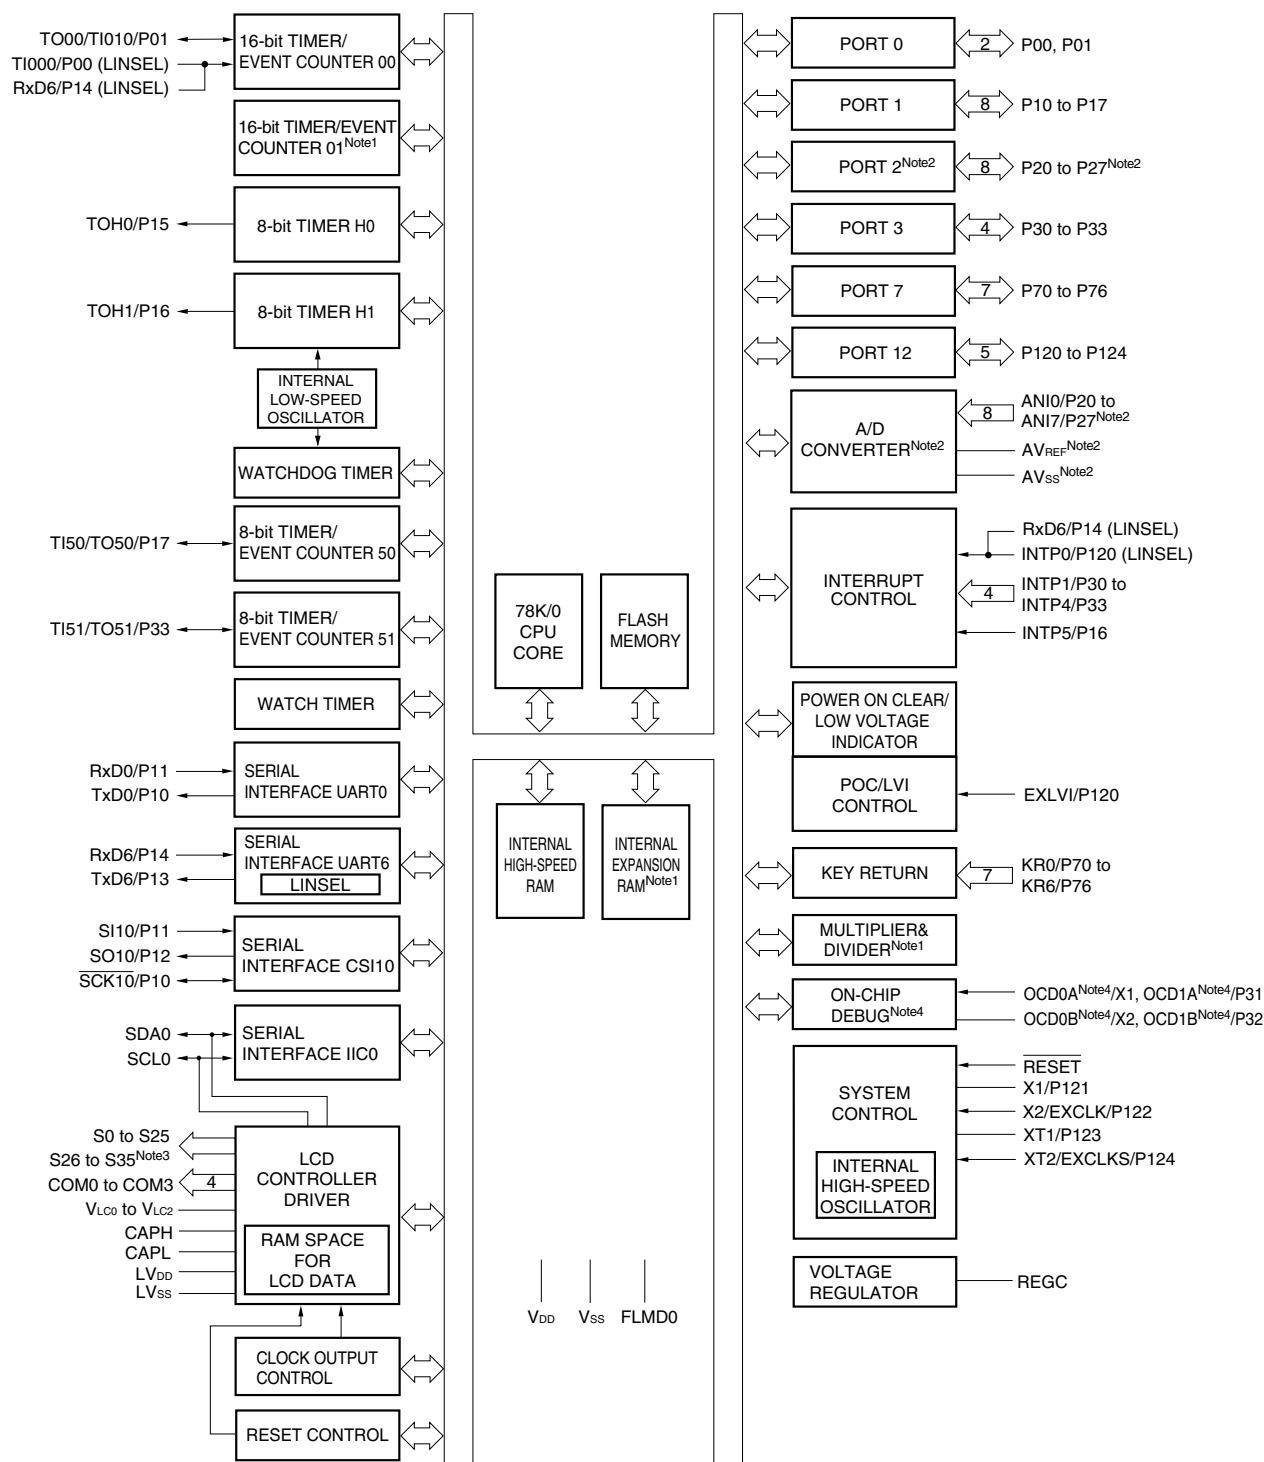 TO00/TI010/P01
TI000/P00 (LINSEL)
RxD6/P14 (LINSEL)
16-bit TIMER/
EVENT COUNTER 00
16-bit TIMER/EVENT
COUNTER 01Note1
TOH0/P15
8-bit TIMER H0
TOH1/P16
8-bit TIMER H1
INTERNAL
LOW-SPEED
OSCILLATOR
WATCHDOG TIMER
TI50/TO50/P17
8-bit TIMER/
EVENT COUNTER 50
TI51/TO51/P33
8-bit TIMER/
EVENT COUNTER 51
WATCH TIMER
RxD0/P11
TxD0/P10
SERIAL
INTERFACE UART0
RxD6/P14
TxD6/P13
SERIAL
INTERFACE UART6
LINSEL
SI10/P11
SO10/P12
SCK10/P10
SERIAL
INTERFACE CSI10
SDA0
SCL0
SERIAL
INTERFACE IIC0
S0 to S25
S26 to S35Note3
COM0 to COM3
4
VLC0 to VLC2
CAPH
CAPL
LVDD
LVSS
LCD
CONTROLLER
DRIVER
RAM SPACE
FOR
LCD DATA
CLOCK OUTPUT
CONTROL
RESET CONTROL
78K/0
CPU
CORE
FLASH
MEMORY
INTERNAL
HIGH-SPEED
RAM
INTERNAL
EXPANSION
RAMNote1
VDD
VSS
FLMD0
PORT 0
2
P00, P01
PORT 1
8
P10 to P17
PORT 2Note2
8
P20 to P27Note2
PORT 3
4
P30 to P33
PORT 7
7
P70 to P76
PORT 12
5
P120 to P124
A/D
CONVERTERNote2
8
ANI0/P20 to
ANI7/P27Note2
AVREFNote2
AVSSNote2
INTERRUPT
CONTROL
RxD6/P14 (LINSEL)
INTP0/P120 (LINSEL)
4
INTP1/P30 to
INTP4/P33
INTP5/P16
POWER ON CLEAR/
LOW VOLTAGE
INDICATOR
POC/LVI
CONTROL
EXLVI/P120
KEY RETURN
7
KR0/P70 to
KR6/P76
MULTIPLIER&
DIVIDERNote1
ON-CHIP
DEBUGNote4
OCD0ANote4/X1, OCD1ANote4/P31
OCD0BNote4/X2, OCD1BNote4/P32
SYSTEM
CONTROL
INTERNAL
HIGH-SPEED
OSCILLATOR
RESET
X1/P121
X2/EXCLK/P122
XT1/P123
XT2/EXCLKS/P124
VOLTAGE
REGULATOR
REGC